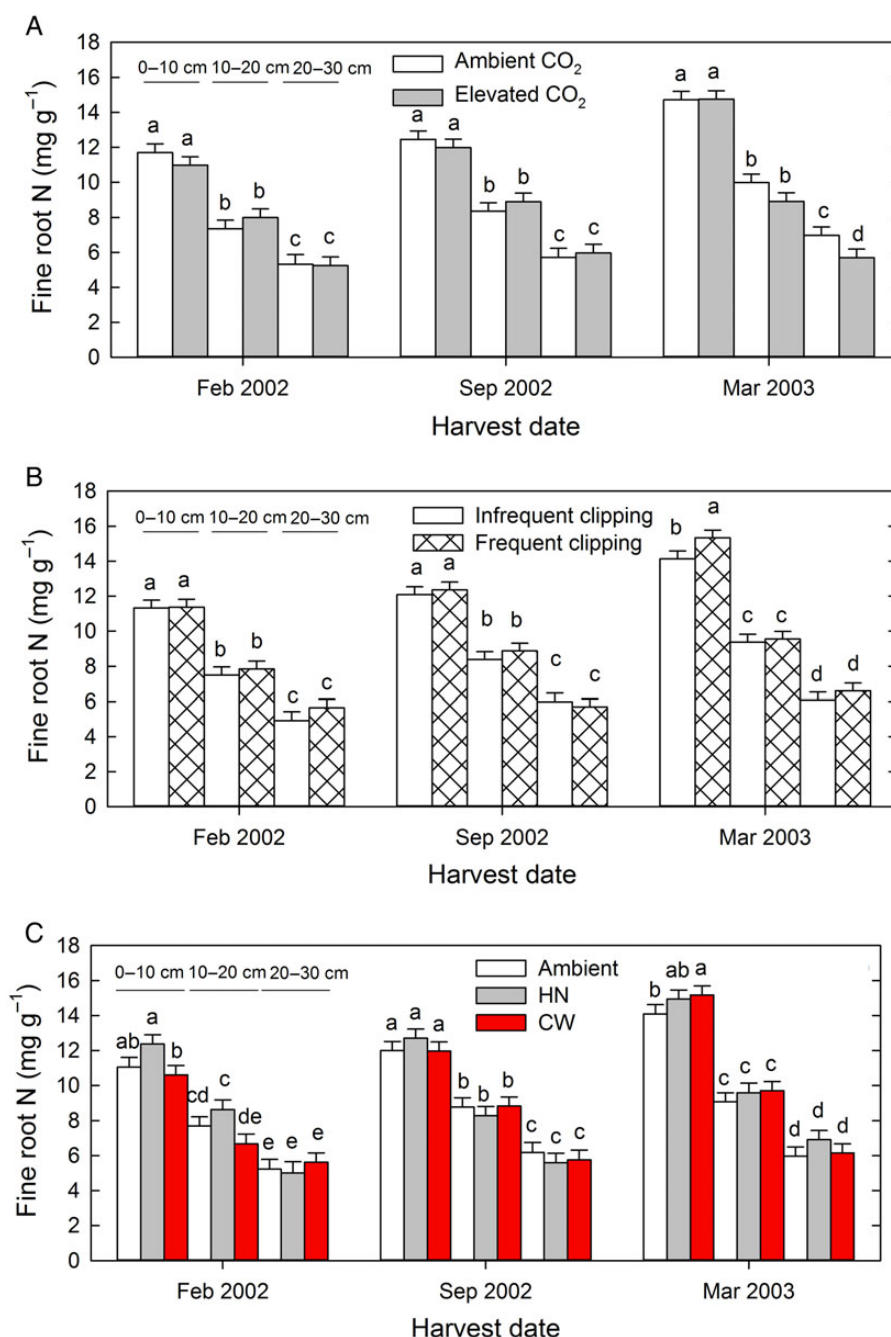 A
Fine root N (mg g⁻¹)
18
16
14
12
10
8
6
4
2
0
0–10 cm 10–20 cm 20–30 cm
Ambient CO₂
Elevated CO₂
a a b b c c
a a b b c c
a a b b c d
Feb 2002 Sep 2002 Mar 2003
Harvest date
B
Fine root N (mg g⁻¹)
18
16
14
12
10
8
6
4
2
0
0–10 cm 10–20 cm 20–30 cm
Infrequent clipping
Frequent clipping
a a b b c c
a a b b c c
b a c c d d
Feb 2002 Sep 2002 Mar 2003
Harvest date
C
Fine root N (mg g⁻¹)
18
16
14
12
10
8
6
4
2
0
0–10 cm 10–20 cm 20–30 cm
Ambient
HN
CW
ab a b cd c de e e e
a a a b b b c c c
b ab a c c c d d d
Feb 2002 Sep 2002 Mar 2003
Harvest date